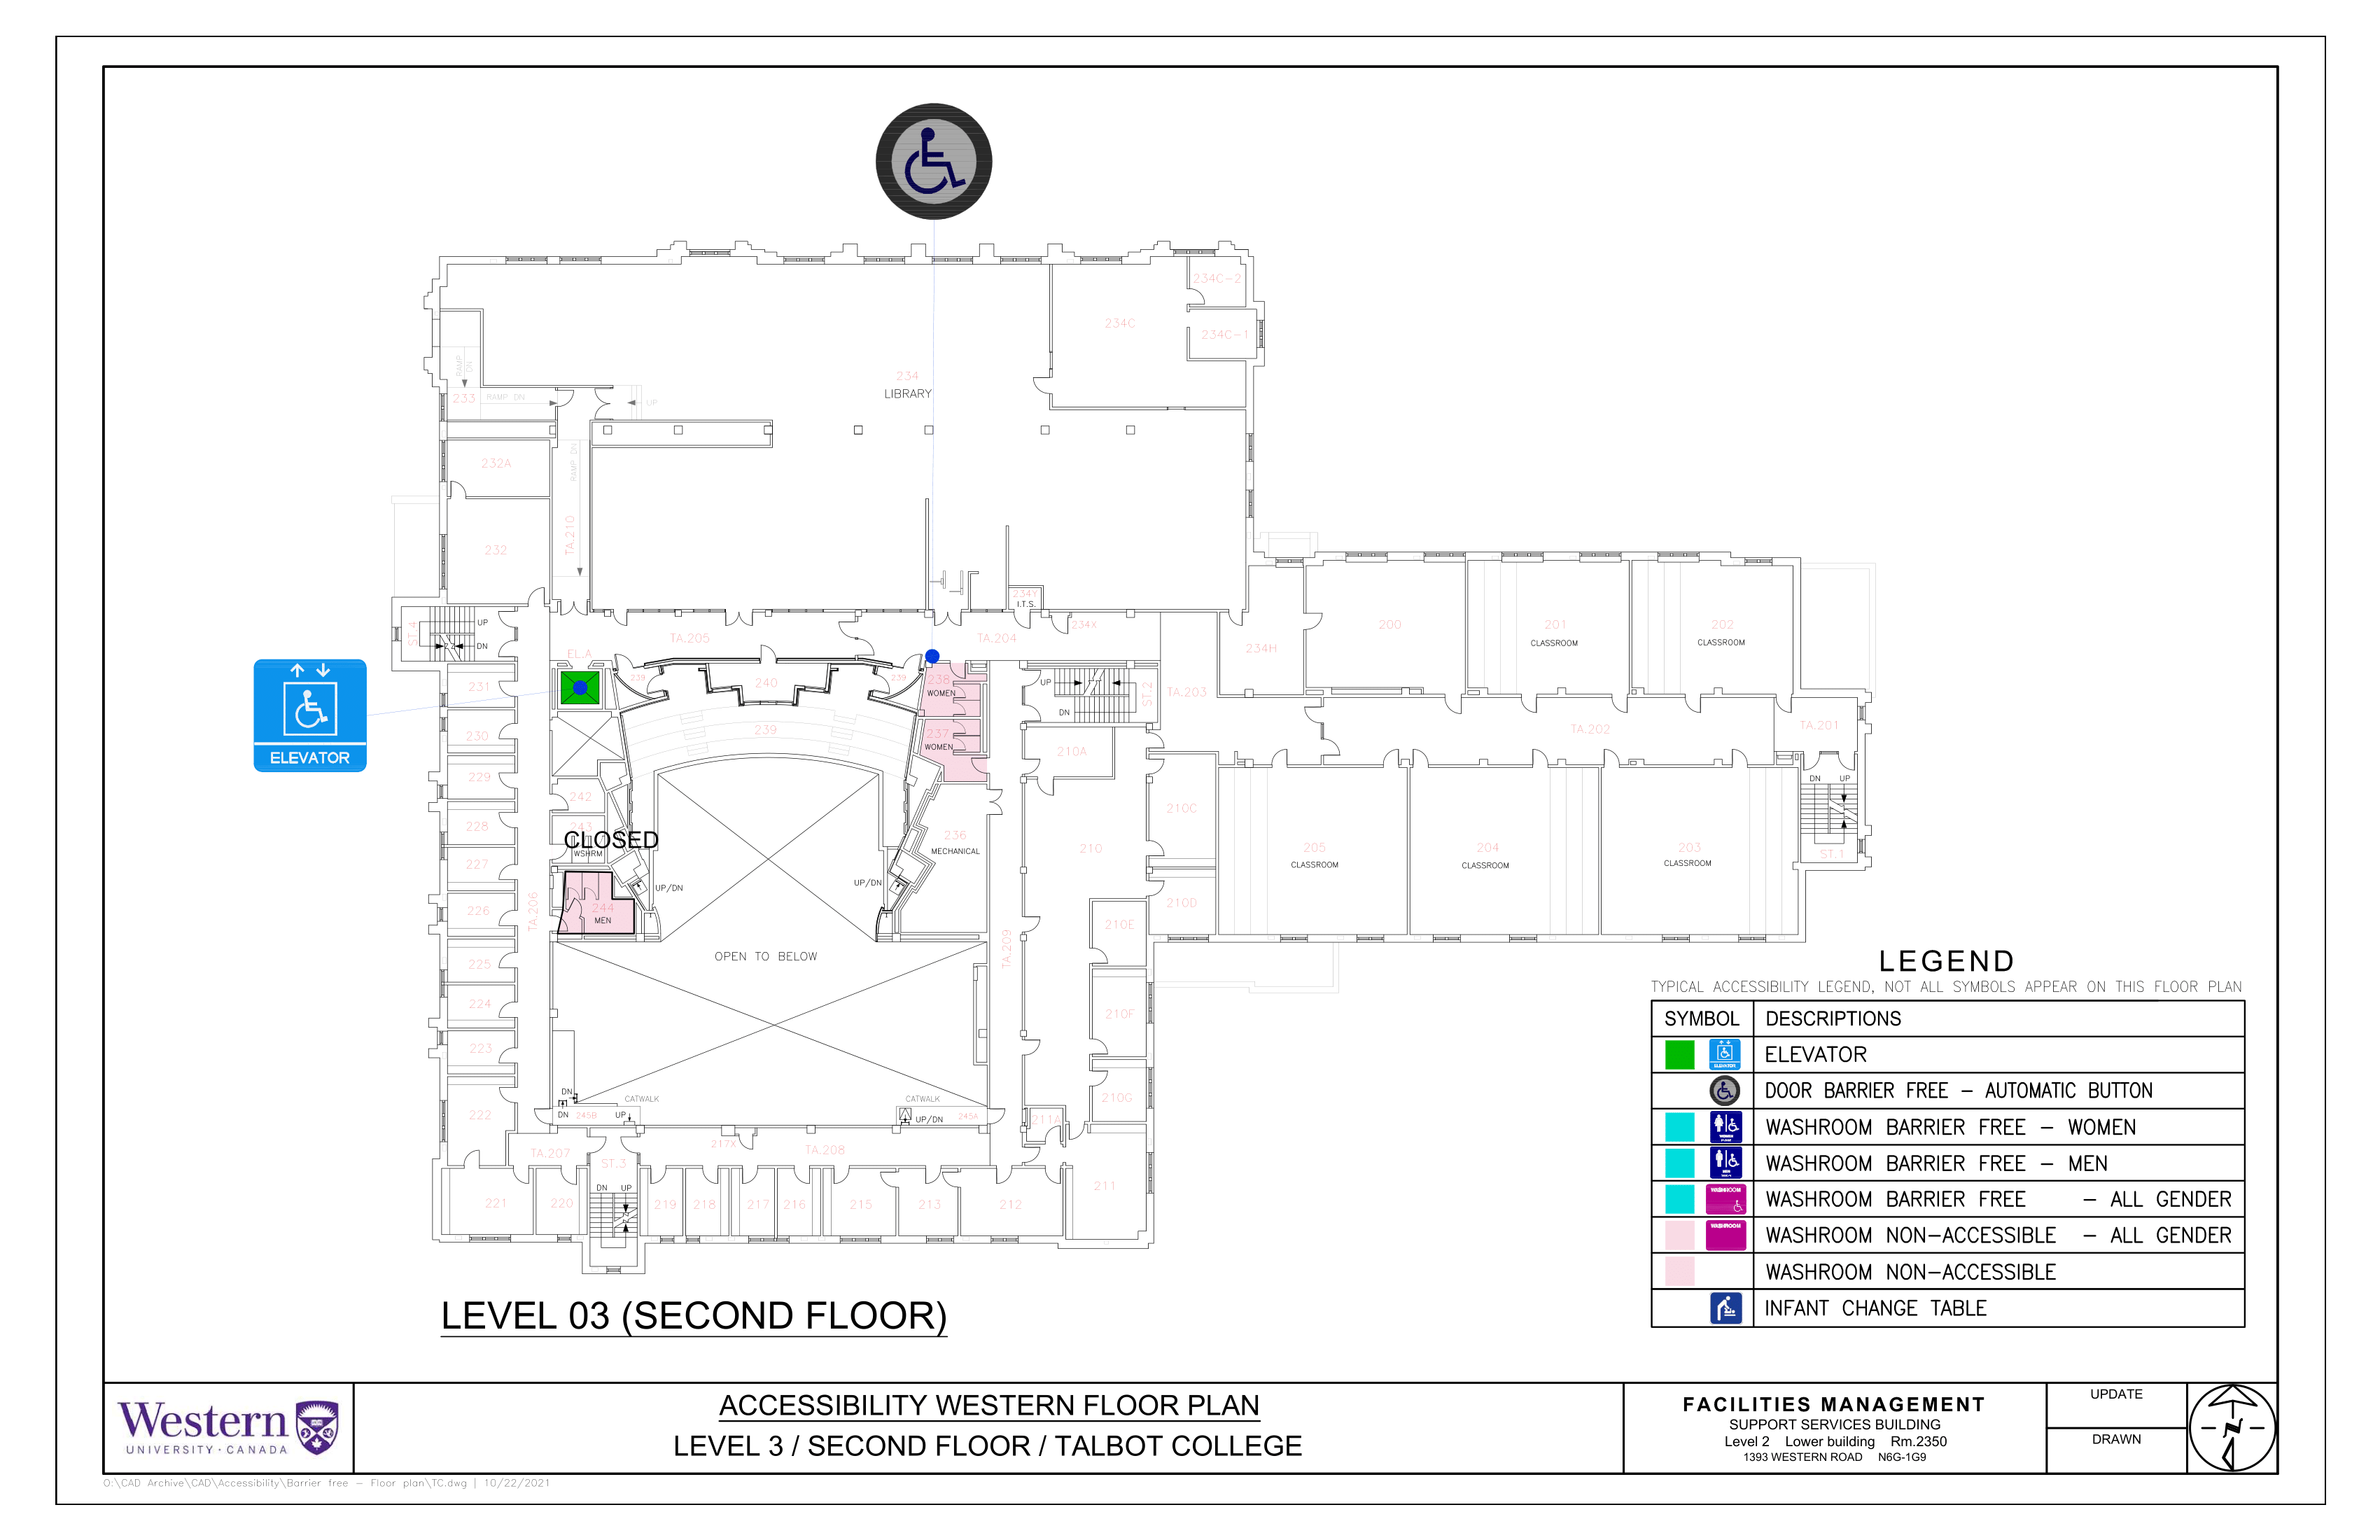 234C-2
234C
234C-1
234
LIBRARY
RAMP DN
233
RAMP DN
UP
232A
RAMP DN
232
TA.210
234Y
I.T.S.
ST.4
UP
DN
TA.205
TA.204
234X
200
201
CLASSROOM
202
CLASSROOM
234H
EL.A
ELEVATOR
231
239
240
239
238
WOMEN
UP
DN
ST.2
TA.203
230
239
237
WOMEN
210A
TA.202
TA.201
229
242
DN UP
228
243
CLOSED
WSHRM
236
MECHANICAL
210
210C
205
CLASSROOM
204
CLASSROOM
203
CLASSROOM
ST.1
227
UP/DN
UP/DN
226
TA.206
244
MEN
210D
210E
225
OPEN TO BELOW
TA.209
224
210F
223
222
DN
DN
245B
UP
CATWALK
CATWALK
UP/DN
245A
210G
211A
TA.207
ST.3
217X
TA.208
DN UP
221
220
219
218
217
216
215
213
212
211
LEVEL 03 (SECOND FLOOR)
LEGEND
TYPICAL ACCESSIBILITY LEGEND, NOT ALL SYMBOLS APPEAR ON THIS FLOOR PLAN
SYMBOL DESCRIPTIONS
ELEVATOR ELEVATOR
DOOR BARRIER FREE - AUTOMATIC BUTTON
WASHROOM BARRIER FREE - WOMEN
WASHROOM BARRIER FREE - MEN
WASHROOM WASHROOM BARRIER FREE - ALL GENDER
WASHROOM WASHROOM NON-ACCESSIBLE - ALL GENDER
WASHROOM NON-ACCESSIBLE
INFANT CHANGE TABLE
Western
UNIVERSITY · CANADA
ACCESSIBILITY WESTERN FLOOR PLAN
LEVEL 3 / SECOND FLOOR / TALBOT COLLEGE
FACILITIES MANAGEMENT
SUPPORT SERVICES BUILDING
Level 2 Lower building Rm.2350
1393 WESTERN ROAD N6G-1G9
UPDATE
DRAWN
N
O:\CAD Archive\CAD\Accessibility\Barrier free - Floor plan\TC.dwg | 10/22/2021